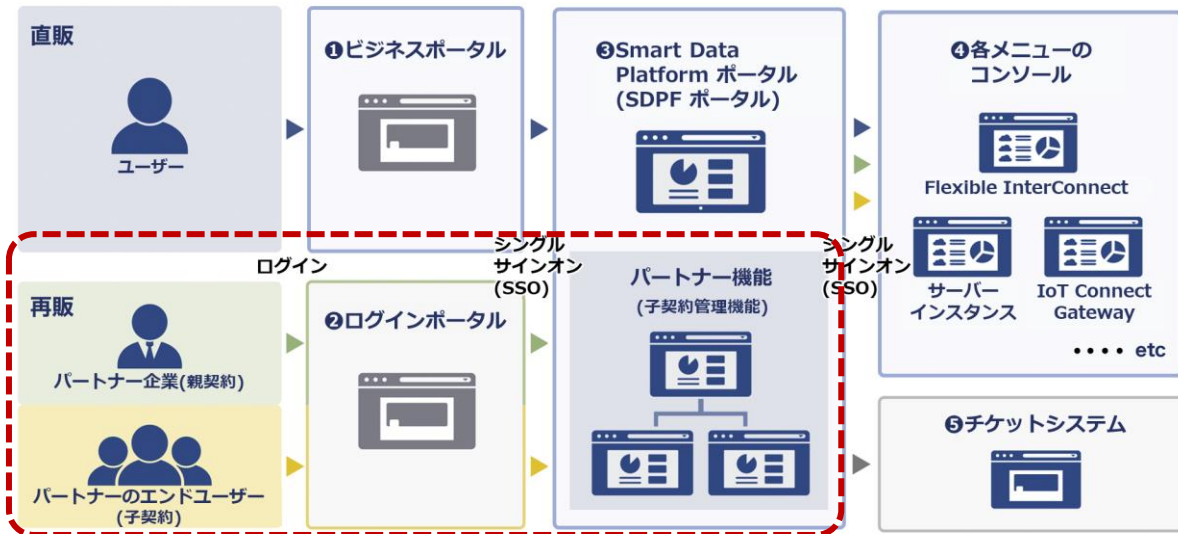 直販
ユーザー
❶ビジネスポータル
❸Smart Data
Platform ポータル
(SDPF ポータル)
❹各メニューの
コンソール
Flexible InterConnect
サーバー
インスタンス
IoT Connect
Gateway
•••• etc
ログイン
シングル
サインオン
(SSO)
シングル
サインオン
(SSO)
再販
パートナー企業(親契約)
パートナーのエンドユーザー
(子契約)
❷ログインポータル
パートナー機能
(子契約管理機能)
❺チケットシステム